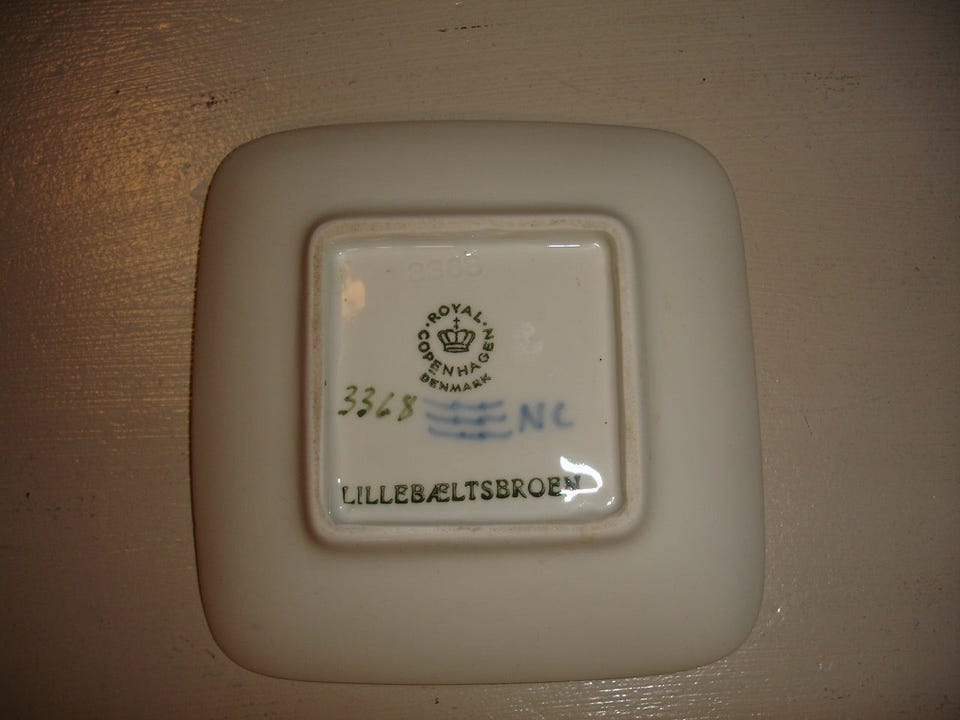 ROYAL
COPENHAGEN
DENMARK
3368 NC
LILLEBÆLTSBROEN